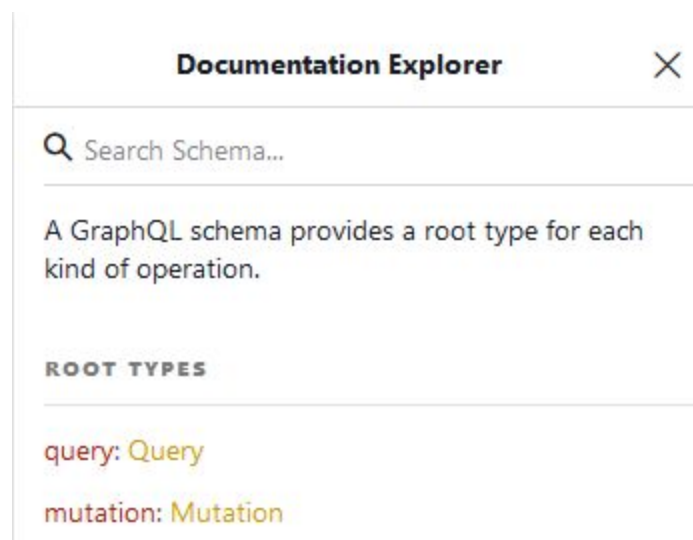 Documentation Explorer
Search Schema...
A GraphQL schema provides a root type for each
kind of operation.
ROOT TYPES
query: Query
mutation: Mutation